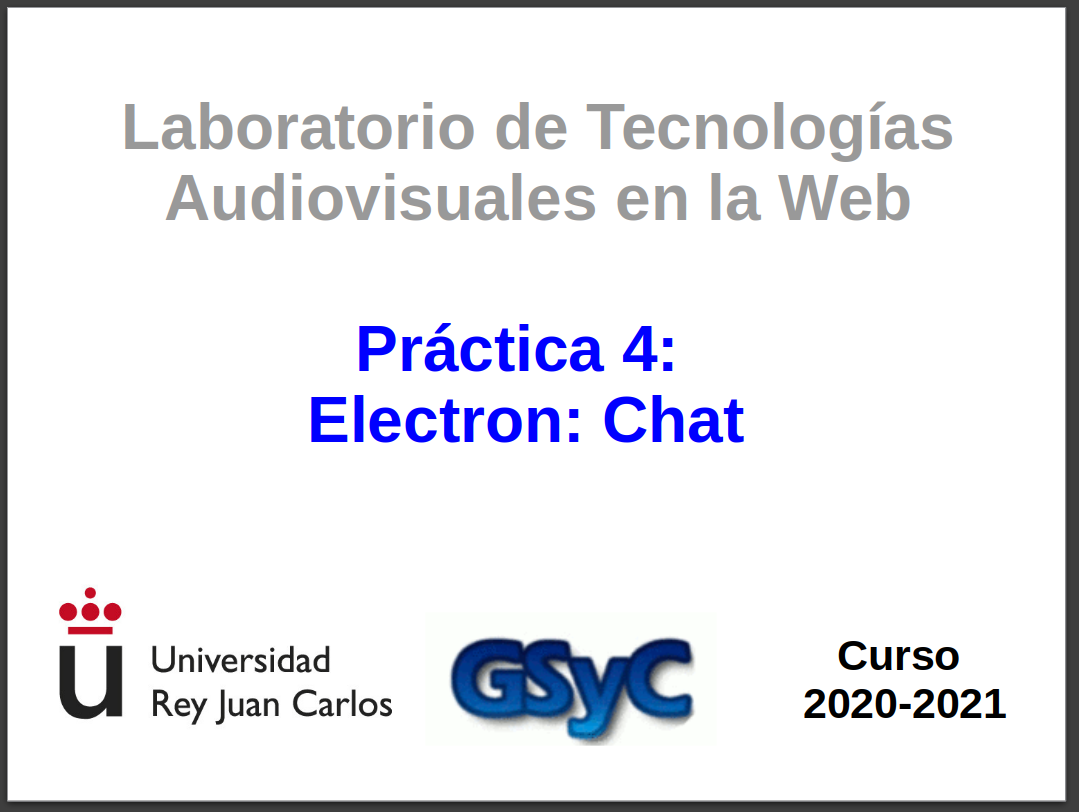 Laboratorio de Tecnologías
Audiovisuales en la Web
Práctica 4:
Electron: Chat
Universidad
Rey Juan Carlos
GSyC
Curso
2020-2021